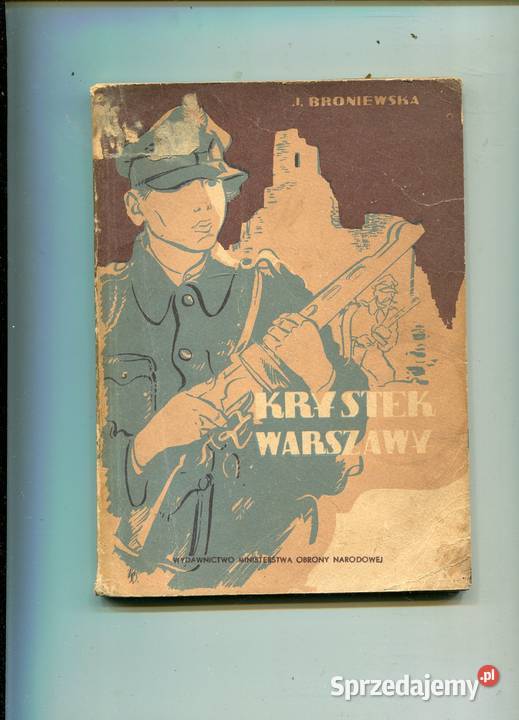 J. BRONIEWSKA
KRYSTEK
WARSZAWY
WYDAWNICTWO MINISTERSTWA OBRONY NARODOWEJ
Sprzedajemy.pl